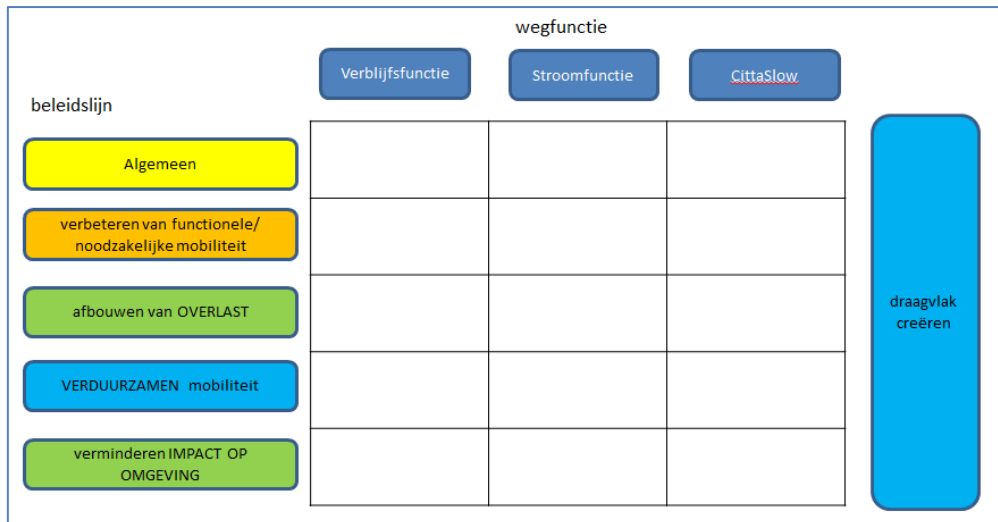 wegfunctie
Verblijfsfunctie
Stroomfunctie
CittaSlow
beleidslijn
Algemeen
verbeteren van functionele/
noodzakelijke mobiliteit
afbouwen van OVERLAST
VERDUURZAMEN mobiliteit
verminderen IMPACT OP
OMGEVING
draagvlak
creëren